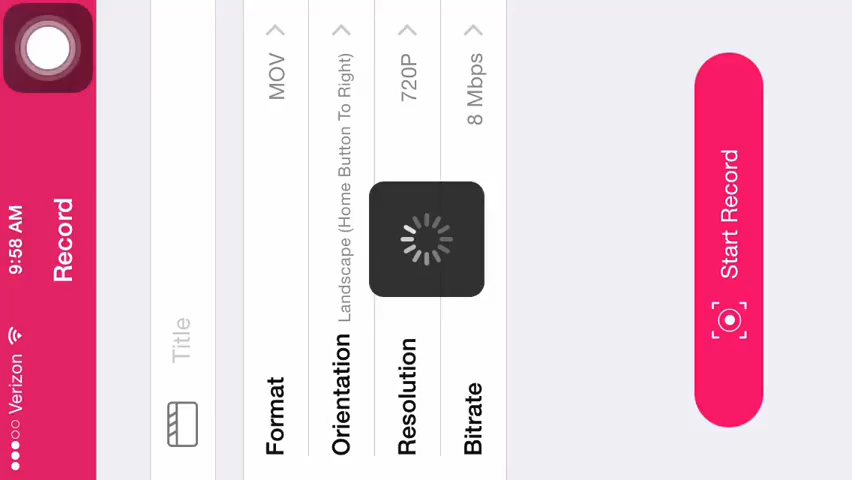 Verizon 9:58 AM
Record
Title
Format MOV
Orientation Landscape (Home Button To Right)
Resolution 720P
Bitrate 8 Mbps
Start Record